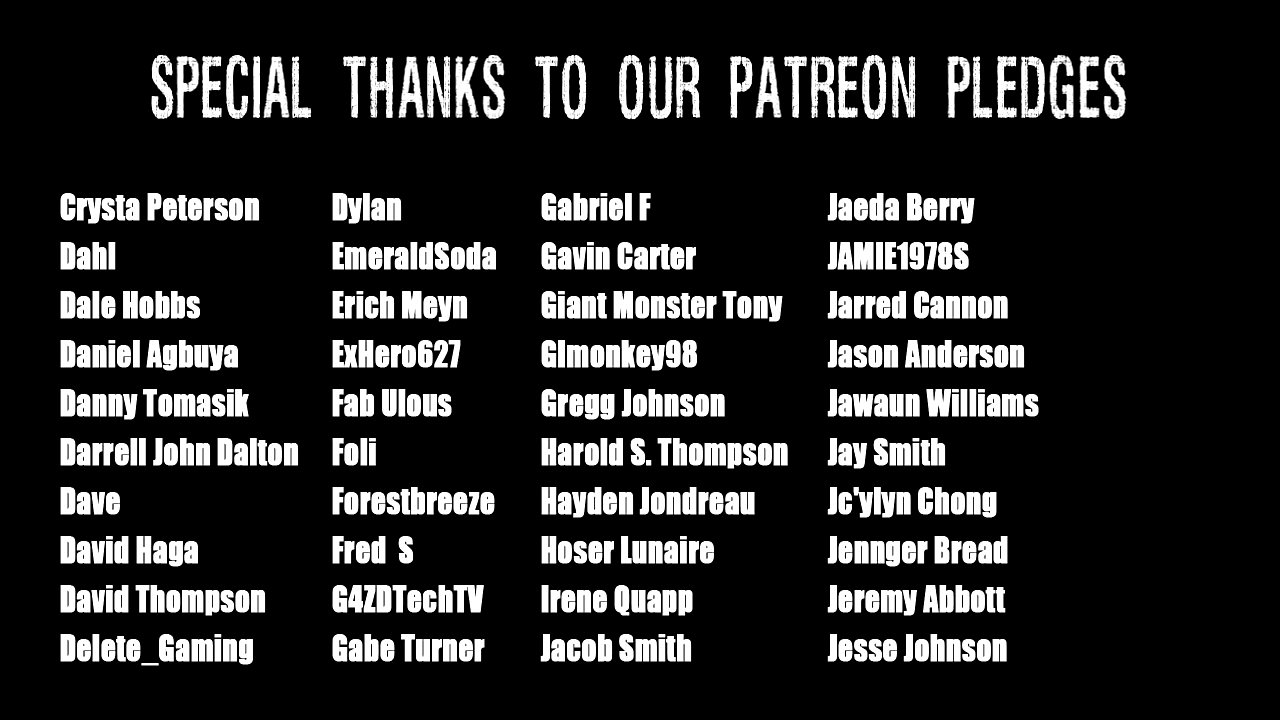 SPECIAL THANKS TO OUR PATREON PLEDGES
Crysta Peterson
Dahl
Dale Hobbs
Daniel Agbuya
Danny Tomasik
Darrell John Dalton
Dave
David Haga
David Thompson
Delete_Gaming
Dylan
EmeraldSoda
Erich Meyn
ExHero627
Fab Ulous
Foli
Forestbreeze
Fred  S
G4ZDTechTV
Gabe Turner
Gabriel F
Gavin Carter
Giant Monster Tony
Glmonkey98
Gregg Johnson
Harold S. Thompson
Hayden Jondreau
Hoser Lunaire
Irene Quapp
Jacob Smith
Jaeda Berry
JAMIE1978S
Jarred Cannon
Jason Anderson
Jawaun Williams
Jay Smith
Jc'ylyn Chong
Jennger Bread
Jeremy Abbott
Jesse Johnson